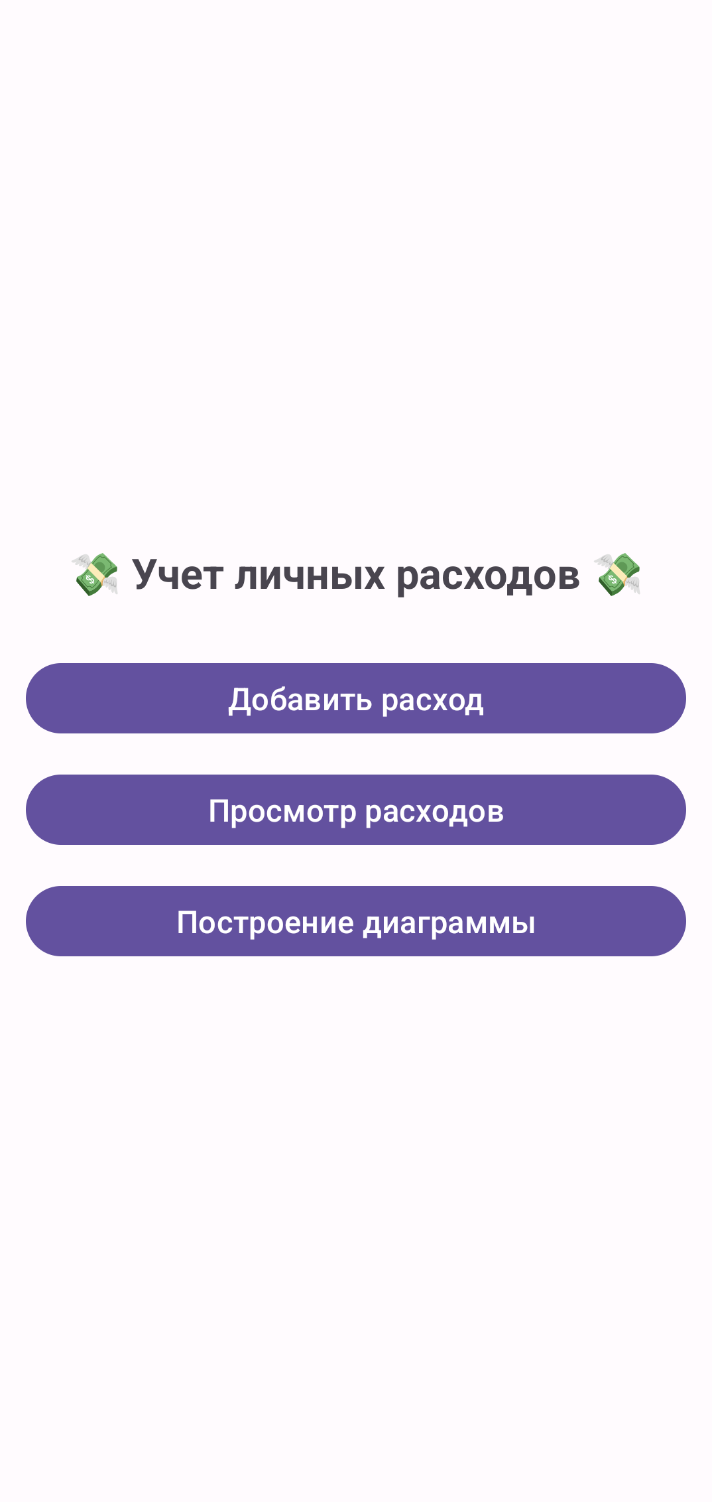 💸 Учет личных расходов 💸
Добавить расход
Просмотр расходов
Построение диаграммы